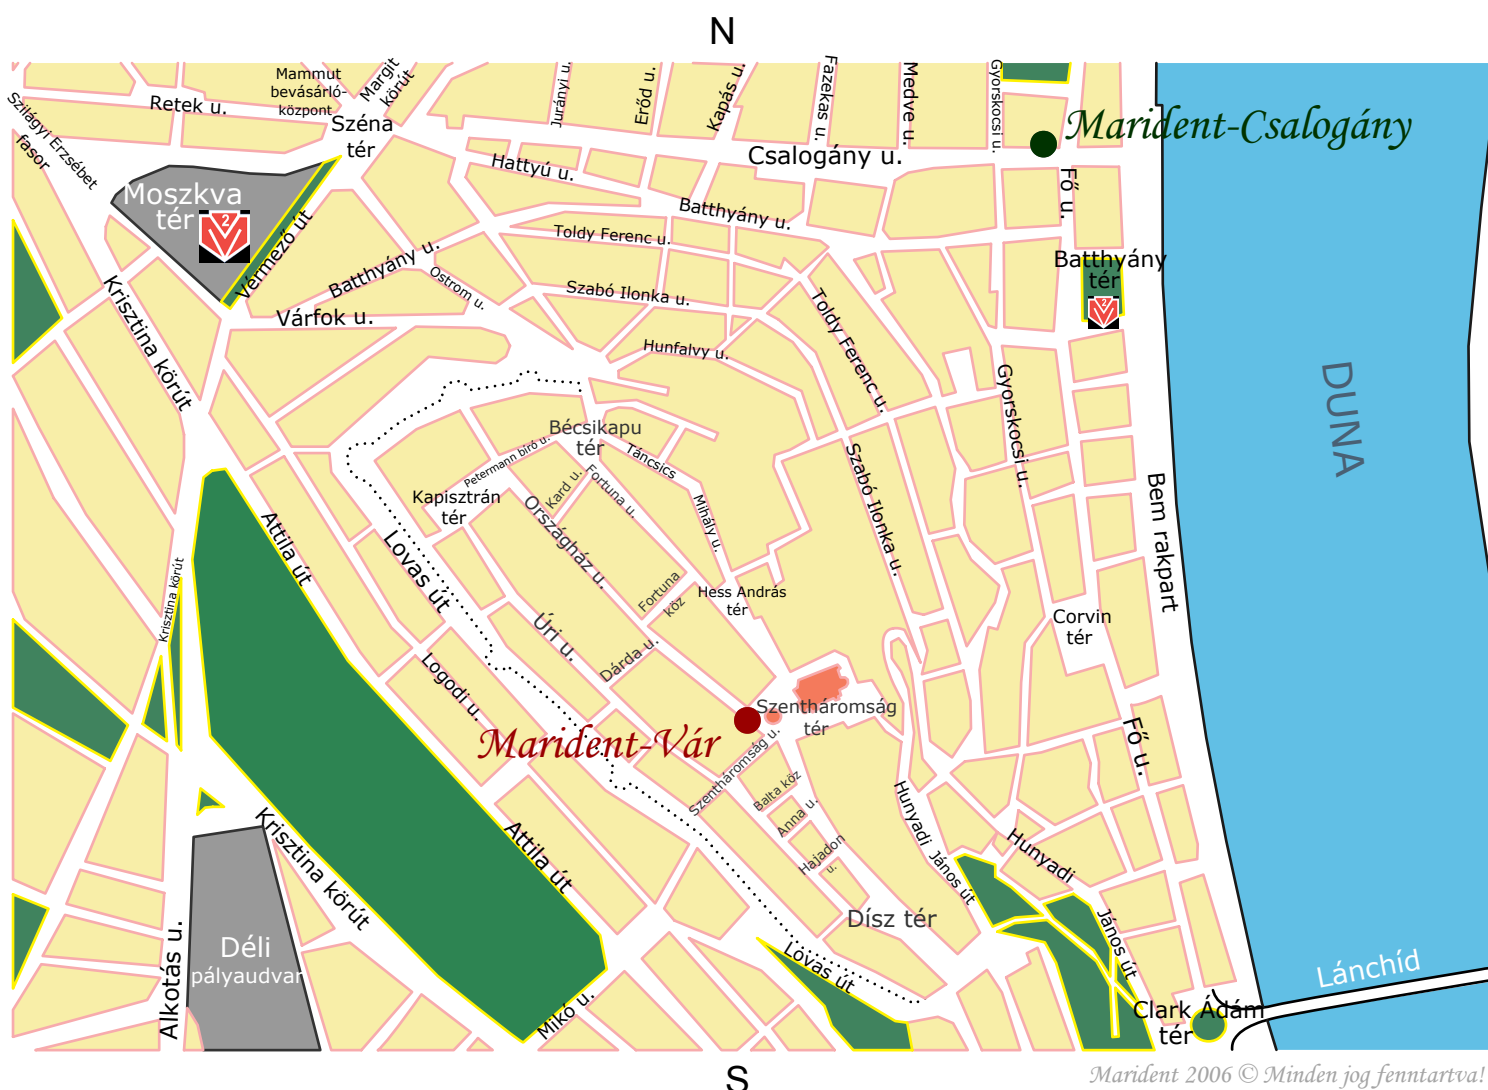 N
Mammut
bevásárló-
központ
Margit
körút
Retek u.
Széna
tér
Szilágyi Erzsébet
fasor
Jurányi u.
Erőd u.
Kapás u.
Fazekas u.
Medve u.
Gyorskocsi u.
Marident-Csalogány
Csalogány u.
Hattyú u.
Moszkva
tér
2
Vérmező út
Batthyány u.
Batthyány u.
Toldy Ferenc u.
Fő u.
Batthyány
tér
2
Ostrom u.
Szabó Ilonka u.
Várfok u.
Krisztina körút
Hunfalvy u.
Toldy Ferenc u.
Gyorskocsi u.
DUNA
Bécsikapu
tér
Petermann bíró u.
Táncsics
Mihály u.
Kapisztrán
tér
Kard u.
Fortuna u.
Országház u.
Szabó Ilonka u.
Bem rakpart
Attila út
Lovas út
Krisztina körút
Fortuna
köz
Hess András
tér
Corvin
tér
Úri u.
Dárda u.
Logodi u.
Szentháromság
tér
Marident-Vár
Szentháromság u.
Fő u.
Balta köz
Anna u.
Hajadon
u.
Hunyadi János út
Hunyadi
János út
Krisztina körút
Attila út
Dísz tér
Alkotás u.
Déli
pályaudvar
Lovas út
Mikó u.
Lánchíd
Clark Ádám
tér
S
Marident 2006 © Minden jog fenntartva!